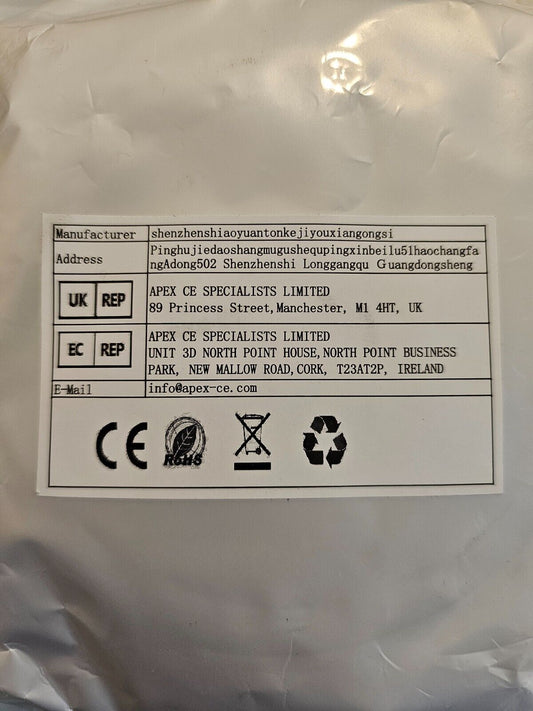 Manufacturer shenzhenshiaoyuantonkejiyouxiangongsi
Address Pinghujiedaoshangmugushequpingxinbeilu51haochangfa
ngAdong502 Shenzhenshi Longgangqu Guangdongsheng
UK REP APEX CE SPECIALISTS LIMITED
89 Princess Street,Manchester, M1 4HT, UK
EC REP APEX CE SPECIALISTS LIMITED
UNIT 3D NORTH POINT HOUSE,NORTH POINT BUSINESS
PARK, NEW MALLOW ROAD,CORK, T23AT2P, IRELAND
E-Mail info@apex-ce.com
CE RoHS